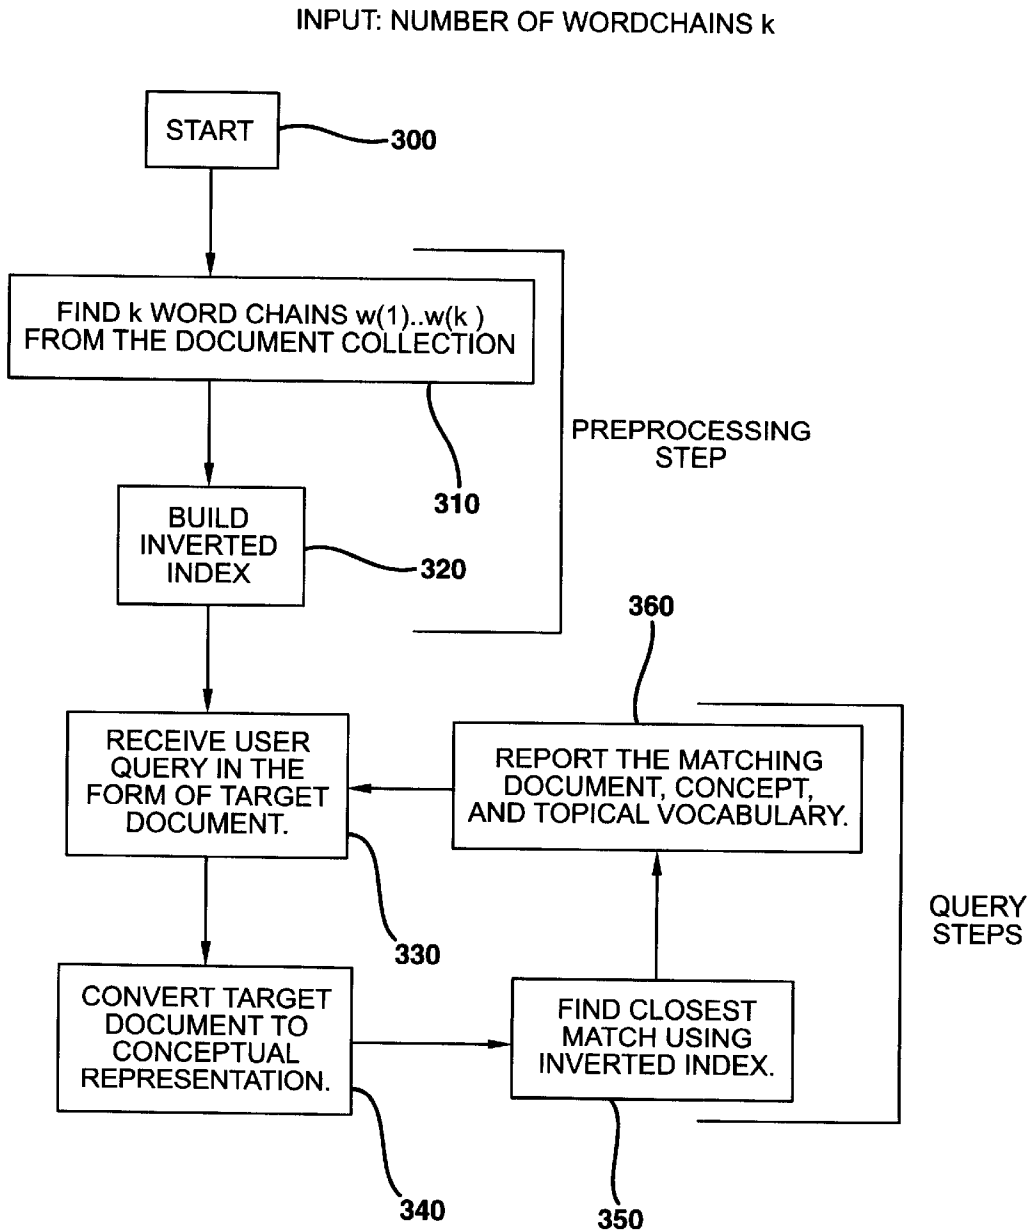 INPUT: NUMBER OF WORDCHAINS k
START
300
FIND k WORD CHAINS w(1)..w(k )
FROM THE DOCUMENT COLLECTION
310
PREPROCESSING
STEP
BUILD
INVERTED
INDEX
320
360
RECEIVE USER
QUERY IN THE
FORM OF TARGET
DOCUMENT.
330
REPORT THE MATCHING
DOCUMENT, CONCEPT,
AND TOPICAL VOCABULARY.
QUERY
STEPS
CONVERT TARGET
DOCUMENT TO
CONCEPTUAL
REPRESENTATION.
340
FIND CLOSEST
MATCH USING
INVERTED INDEX.
350